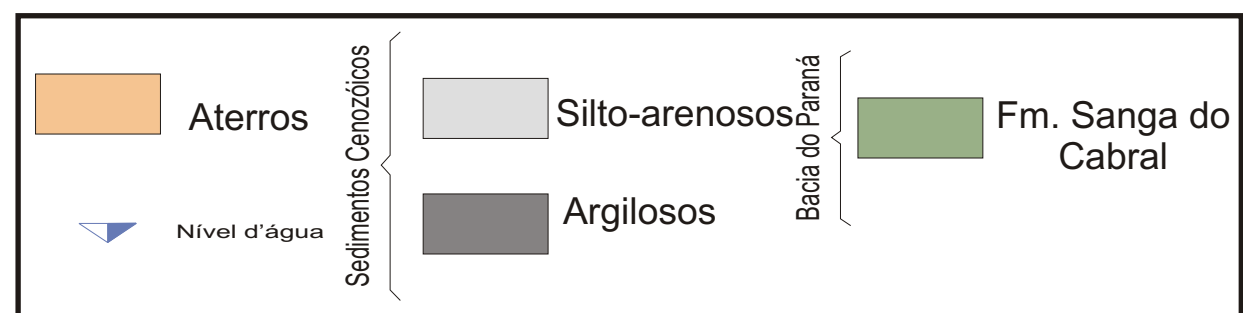 Aterros
Nível d'água
Sedimentos Cenozóicos
Silto-arenosos
Argilosos
Bacia do Paraná
Fm. Sanga do
Cabral